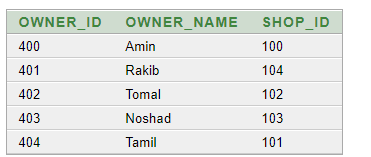 OWNER_ID OWNER_NAME SHOP_ID
400 Amin 100
401 Rakib 104
402 Tomal 102
403 Noshad 103
404 Tamil 101